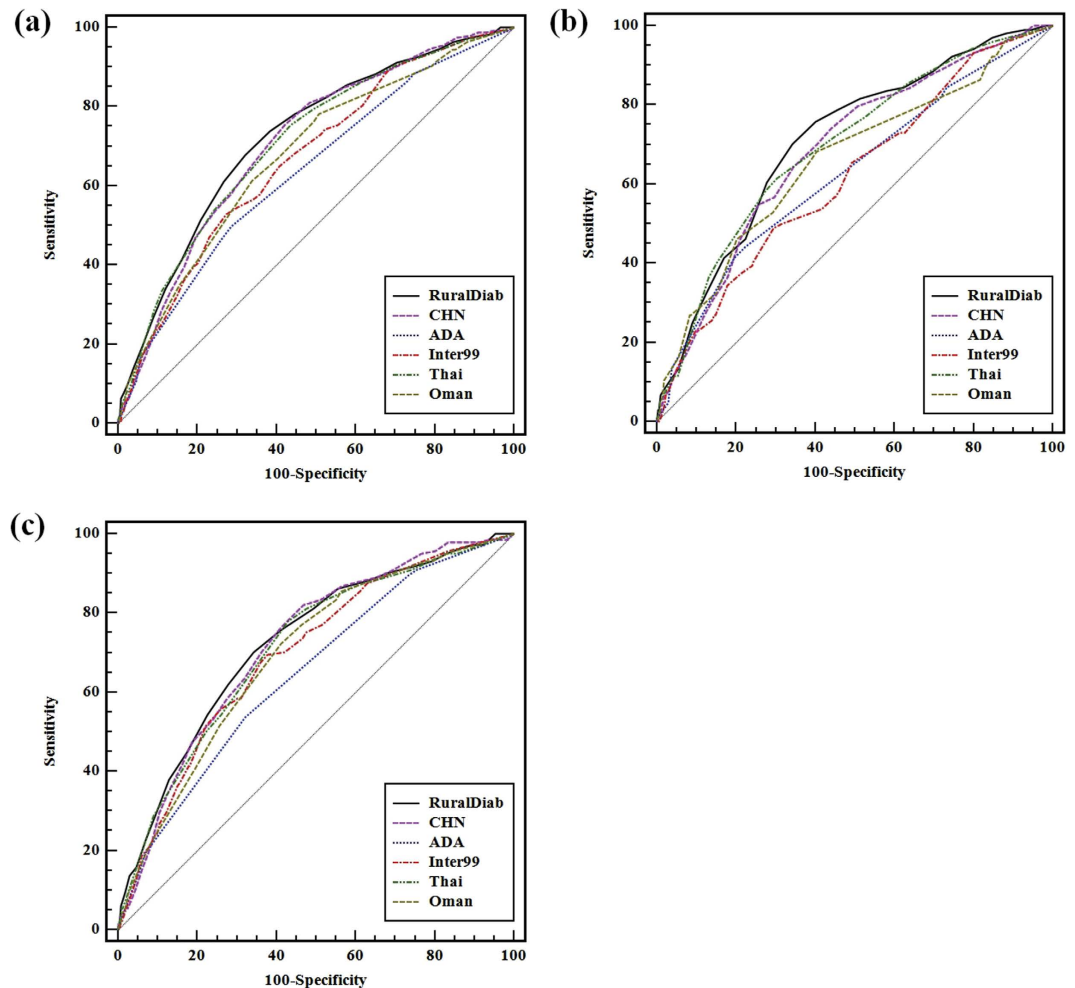 (a)
100
80
60
40
20
0
Sensitivity
RuralDiab
CHN
ADA
Inter99
Thai
Oman
0 20 40 60 80 100
100-Specificity
(b)
100
80
60
40
20
0
Sensitivity
RuralDiab
CHN
ADA
Inter99
Thai
Oman
0 20 40 60 80 100
100-Specificity
(c)
100
80
60
40
20
0
Sensitivity
RuralDiab
CHN
ADA
Inter99
Thai
Oman
0 20 40 60 80 100
100-Specificity